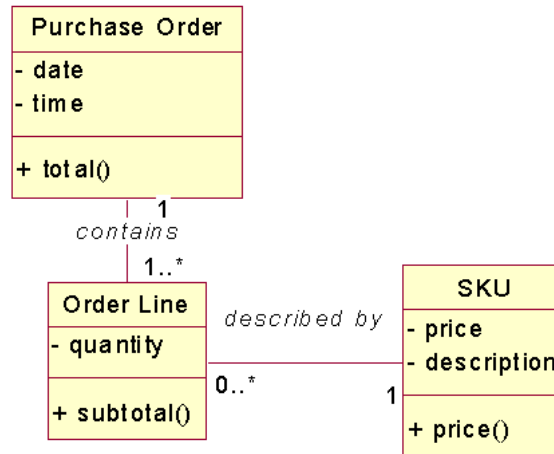 Purchase Order
- date
- time
+ total()
1
contains
1..*
Order Line
- quantity
+ subtotal()
described by
0..*
1
SKU
- price
- description
+ price()